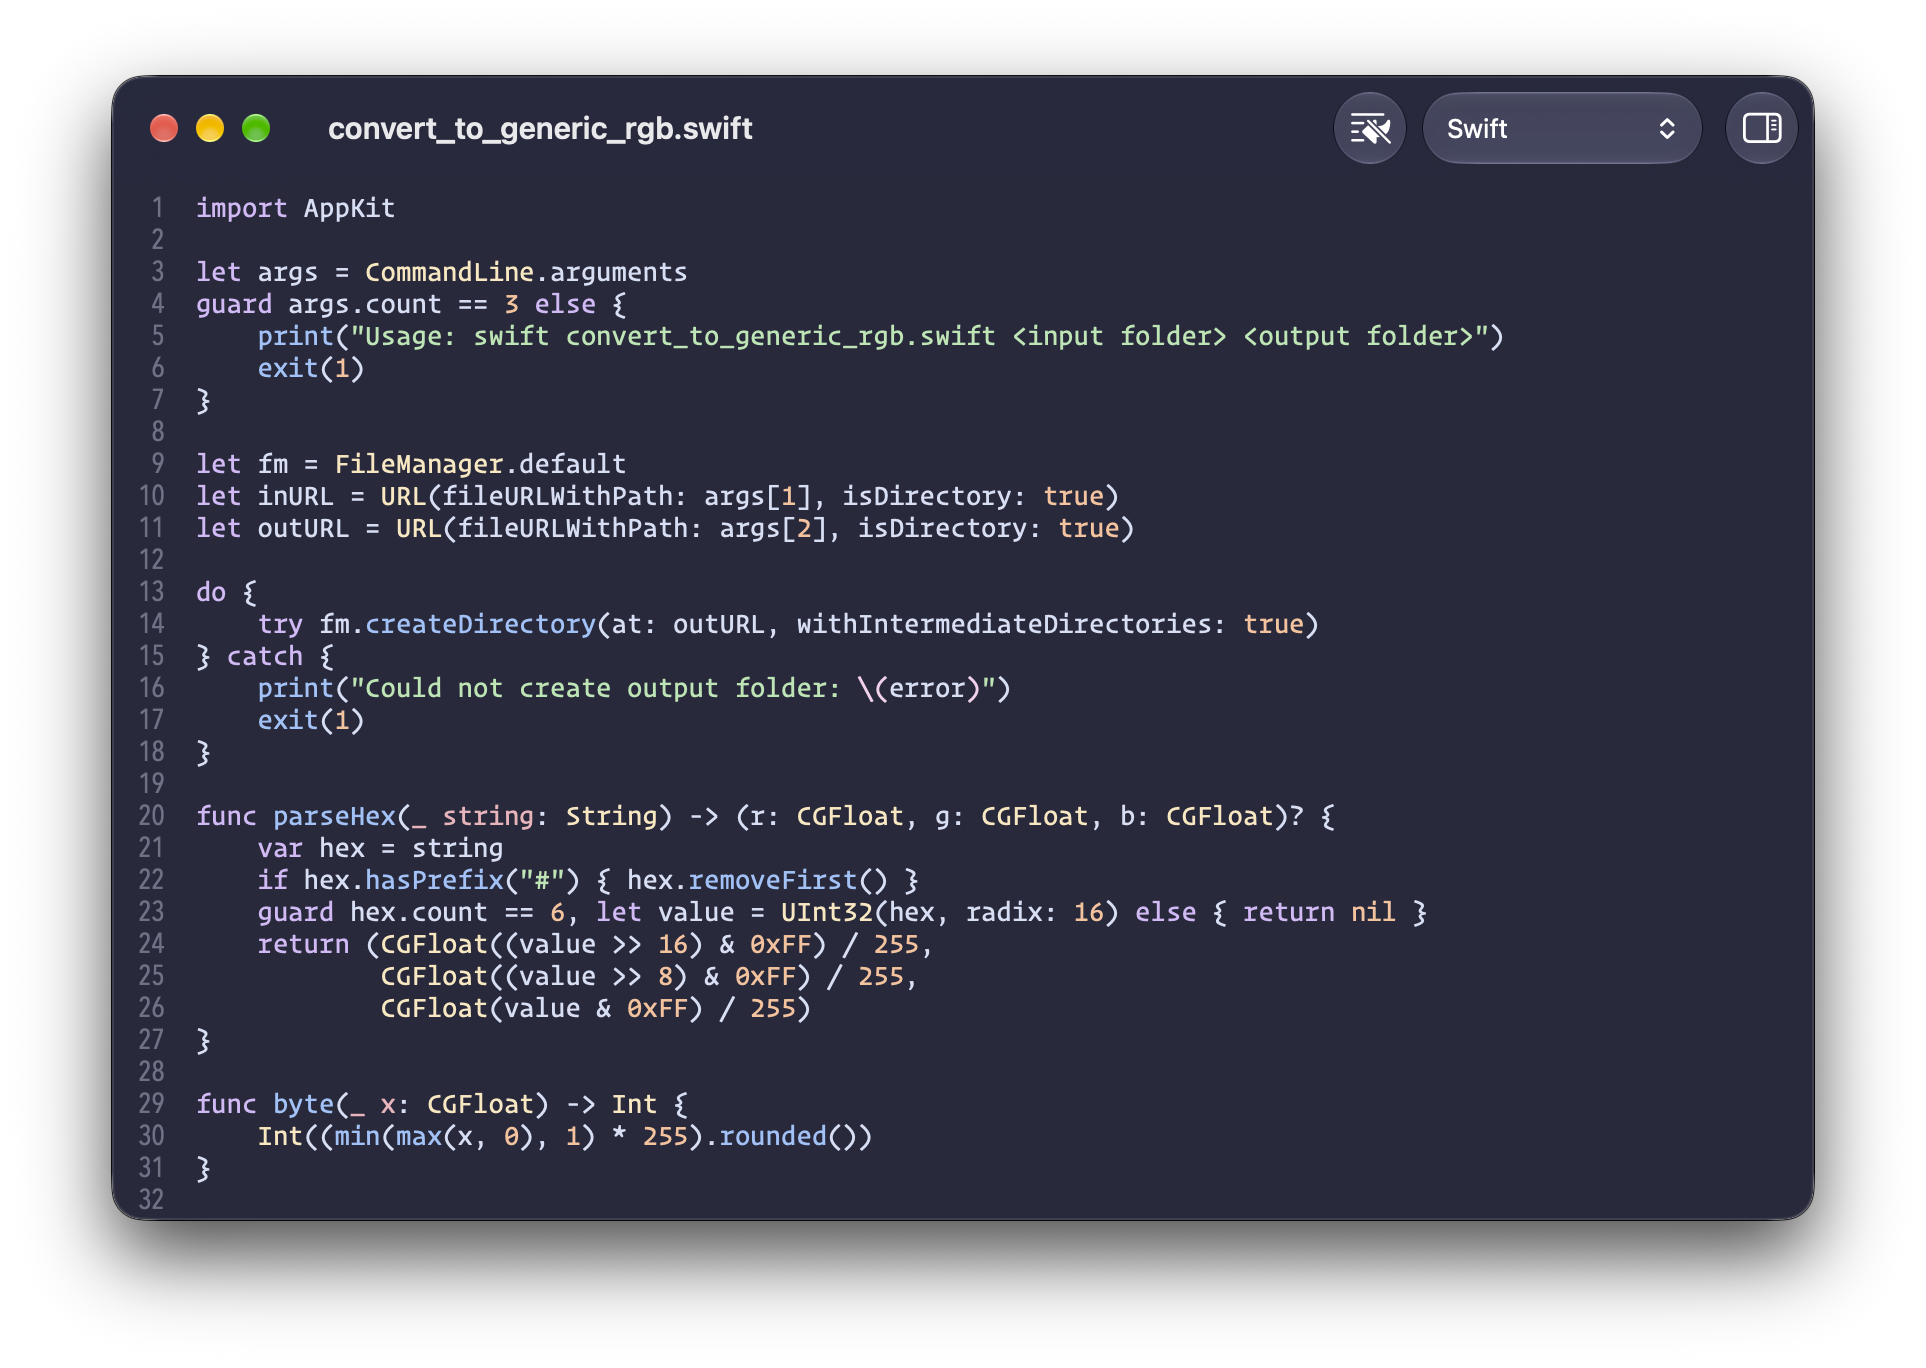 convert_to_generic_rgb.swift
Swift
1 import AppKit
2
3 let args = CommandLine.arguments
4 guard args.count == 3 else {
5     print("Usage: swift convert_to_generic_rgb.swift <input folder> <output folder>")
6     exit(1)
7 }
8
9 let fm = FileManager.default
10 let inURL = URL(fileURLWithPath: args[1], isDirectory: true)
11 let outURL = URL(fileURLWithPath: args[2], isDirectory: true)
12
13 do {
14     try fm.createDirectory(at: outURL, withIntermediateDirectories: true)
15 } catch {
16     print("Could not create output folder: \(error)")
17     exit(1)
18 }
19
20 func parseHex(_ string: String) -> (r: CGFloat, g: CGFloat, b: CGFloat)? {
21     var hex = string
22     if hex.hasPrefix("#") { hex.removeFirst() }
23     guard hex.count == 6, let value = UInt32(hex, radix: 16) else { return nil }
24     return (CGFloat((value >> 16) & 0xFF) / 255,
25             CGFloat((value >> 8) & 0xFF) / 255,
26             CGFloat(value & 0xFF) / 255)
27 }
28
29 func byte(_ x: CGFloat) -> Int {
30     Int((min(max(x, 0), 1) * 255).rounded())
31 }
32